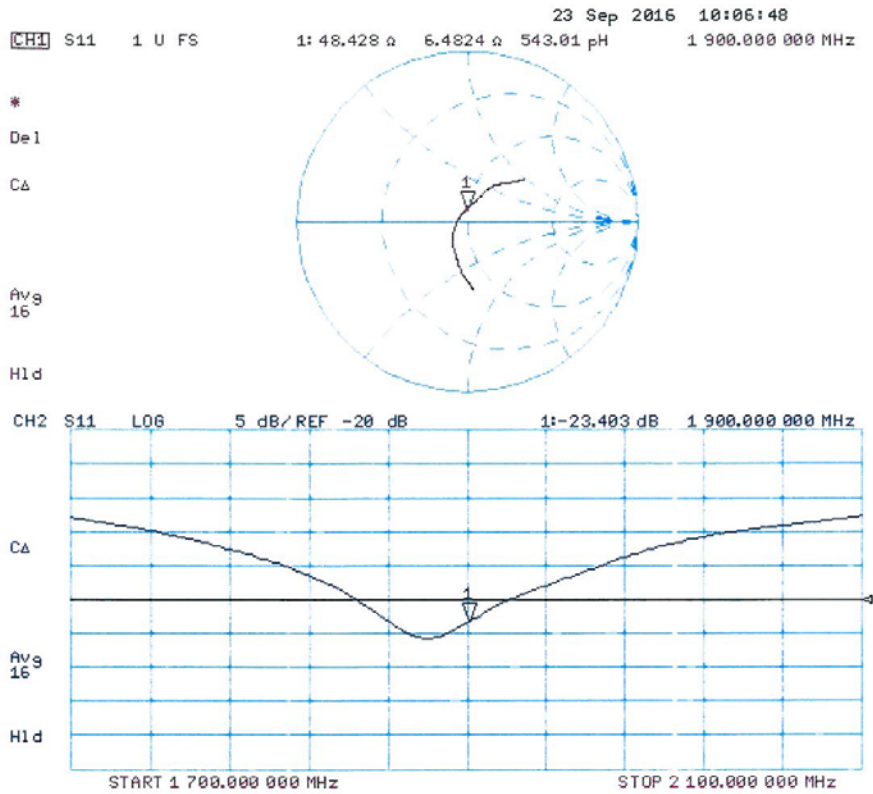 23 Sep 2016 10:06:48
CH1 S11 1 U FS 1: 48.428 Ω 6.4824 Ω 543.01 pH 1 900.000 000 MHz
*
Del
1
CΔ
Avg
16
Hld
CH2 S11 LOG 5 dB/REF -20 dB 1:-23.403 dB 1 900.000 000 MHz
CΔ
1
Avg
16
Hld
START 1 700.000 000 MHz STOP 2 100.000 000 MHz